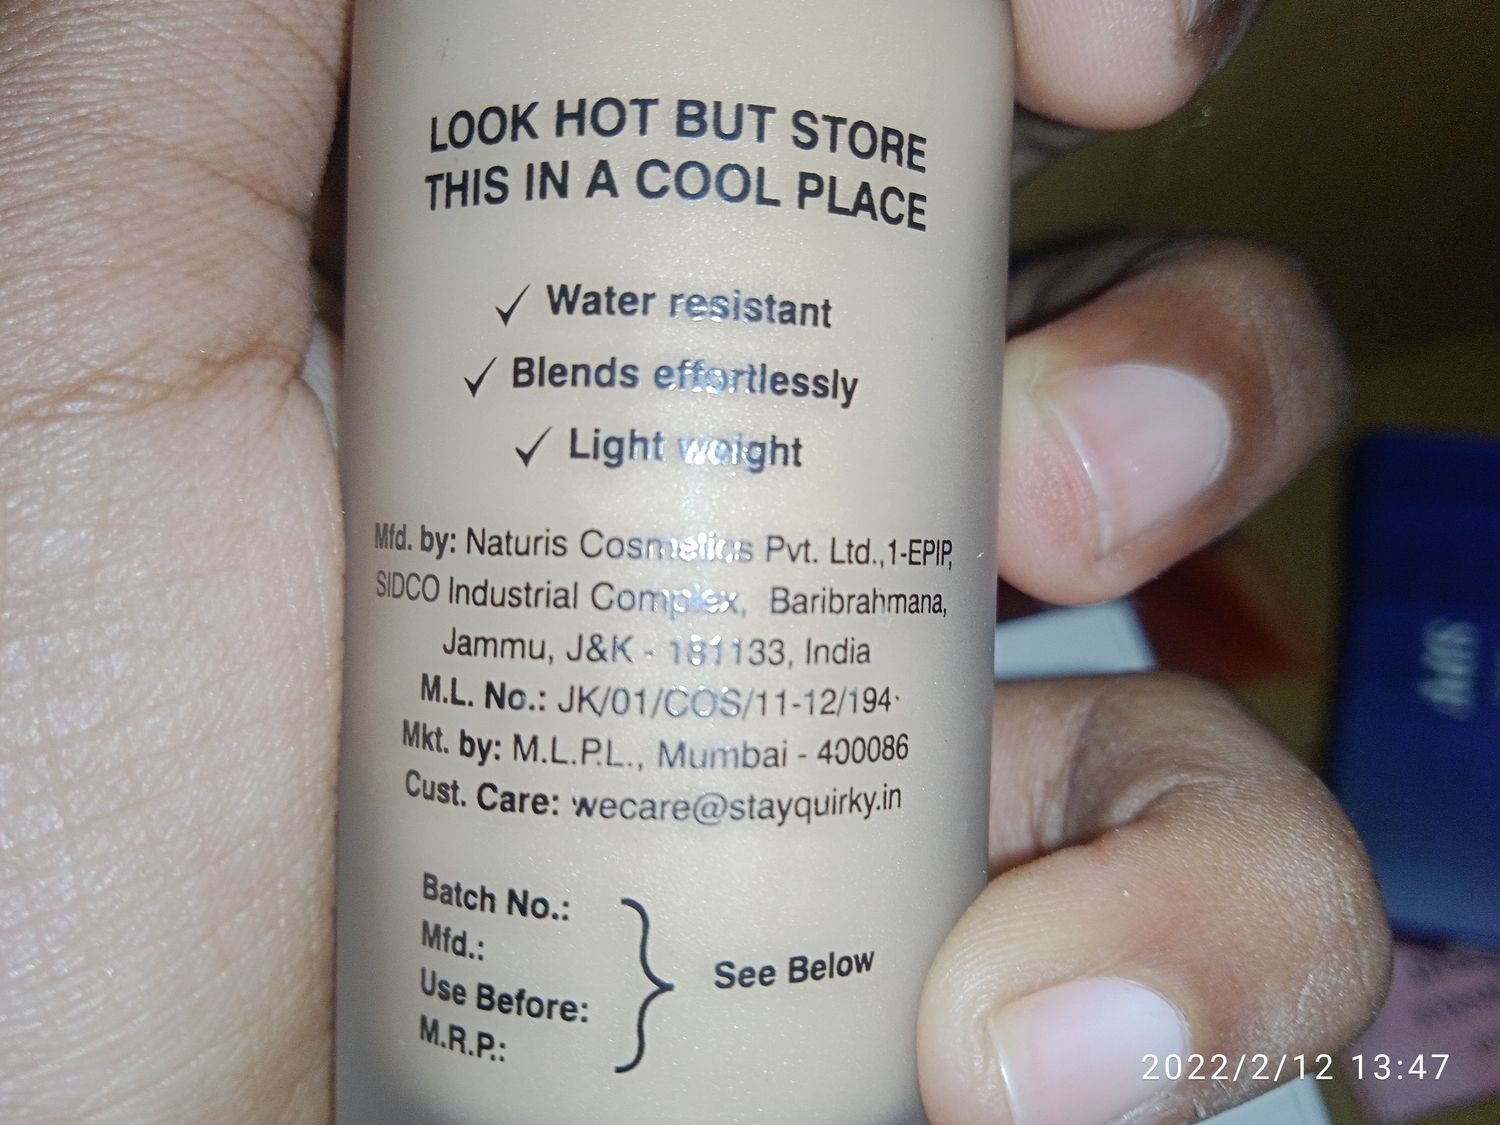 LOOK HOT BUT STORE
THIS IN A COOL PLACE
✓ Water resistant
✓ Blends effortlessly
✓ Light weight
Mfd. by: Naturis Cosmetics Pvt. Ltd.,1-EPIP,
SIDCO Industrial Complex, Baribrahmana,
Jammu, J&K - 181133, India
M.L. No.: JK/01/COS/11-12/194
Mkt. by: M.L.P.L., Mumbai - 400086
Cust. Care: wecare@stayquirky.in
Batch No.:
Mfd.:
Use Before:
M.R.P.:
See Below
2022/2/12 13:47